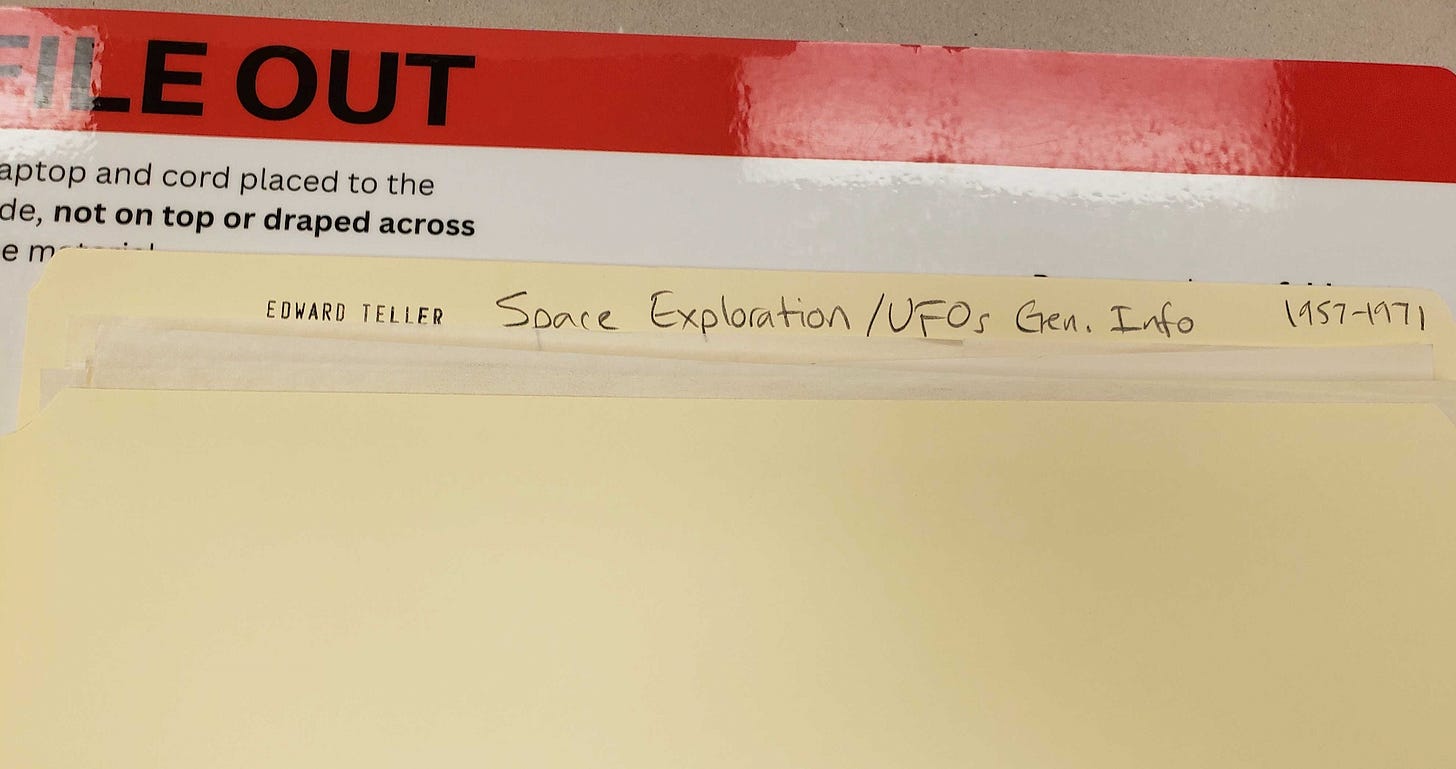 FILE OUT
aptop and cord placed to the
de, not on top or draped across
e
EDWARD TELLER Space Exploration /UFOs Gen. Info 1957-1971